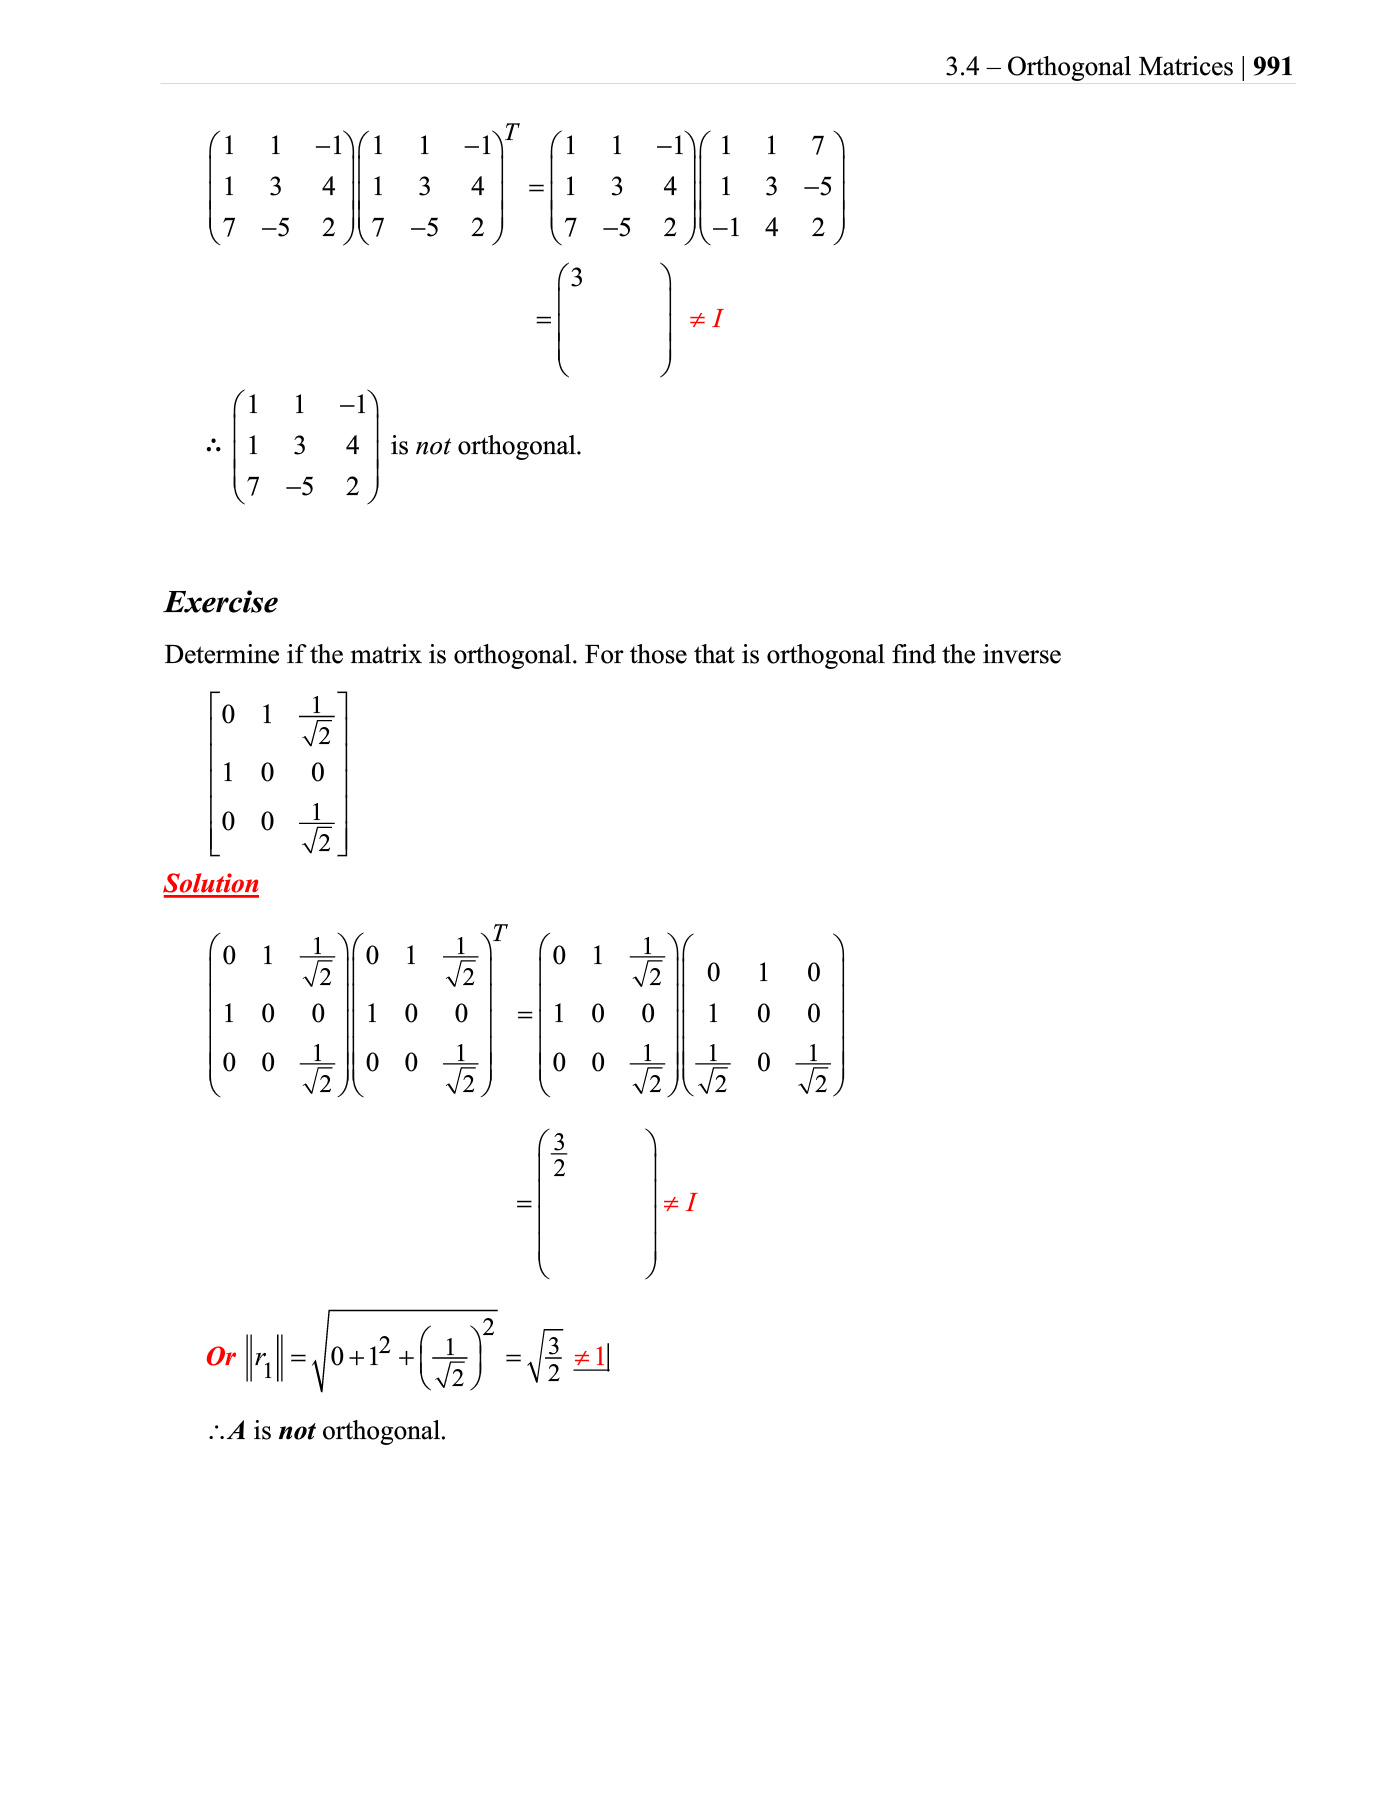 3.4 – Orthogonal Matrices | 991
$\begin{pmatrix} 1 & 1 & -1 \\ 1 & 3 & 4 \\ 7 & -5 & 2 \end{pmatrix} \begin{pmatrix} 1 & 1 & -1 \\ 1 & 3 & 4 \\ 7 & -5 & 2 \end{pmatrix}^T = \begin{pmatrix} 1 & 1 & -1 \\ 1 & 3 & 4 \\ 7 & -5 & 2 \end{pmatrix} \begin{pmatrix} 1 & 1 & 7 \\ 1 & 3 & -5 \\ -1 & 4 & 2 \end{pmatrix}$
$= \begin{pmatrix} 3 & & \\ & & \\ & & \end{pmatrix} \neq I$
$\therefore \begin{pmatrix} 1 & 1 & -1 \\ 1 & 3 & 4 \\ 7 & -5 & 2 \end{pmatrix}$ is not orthogonal.
Exercise
Determine if the matrix is orthogonal. For those that is orthogonal find the inverse
$\begin{bmatrix} 0 & 1 & \frac{1}{\sqrt{2}} \\ 1 & 0 & 0 \\ 0 & 0 & \frac{1}{\sqrt{2}} \end{bmatrix}$
Solution
$\begin{pmatrix} 0 & 1 & \frac{1}{\sqrt{2}} \\ 1 & 0 & 0 \\ 0 & 0 & \frac{1}{\sqrt{2}} \end{pmatrix} \begin{pmatrix} 0 & 1 & \frac{1}{\sqrt{2}} \\ 1 & 0 & 0 \\ 0 & 0 & \frac{1}{\sqrt{2}} \end{pmatrix}^T = \begin{pmatrix} 0 & 1 & \frac{1}{\sqrt{2}} \\ 1 & 0 & 0 \\ 0 & 0 & \frac{1}{\sqrt{2}} \end{pmatrix} \begin{pmatrix} 0 & 1 & 0 \\ 1 & 0 & 0 \\ \frac{1}{\sqrt{2}} & 0 & \frac{1}{\sqrt{2}} \end{pmatrix}$
$= \begin{pmatrix} \frac{3}{2} & & \\ & & \\ & & \end{pmatrix} \neq I$
Or $\|r_1\| = \sqrt{0 + 1^2 + \left(\frac{1}{\sqrt{2}}\right)^2} = \sqrt{\frac{3}{2}} \neq 1|$
∴ A is not orthogonal.